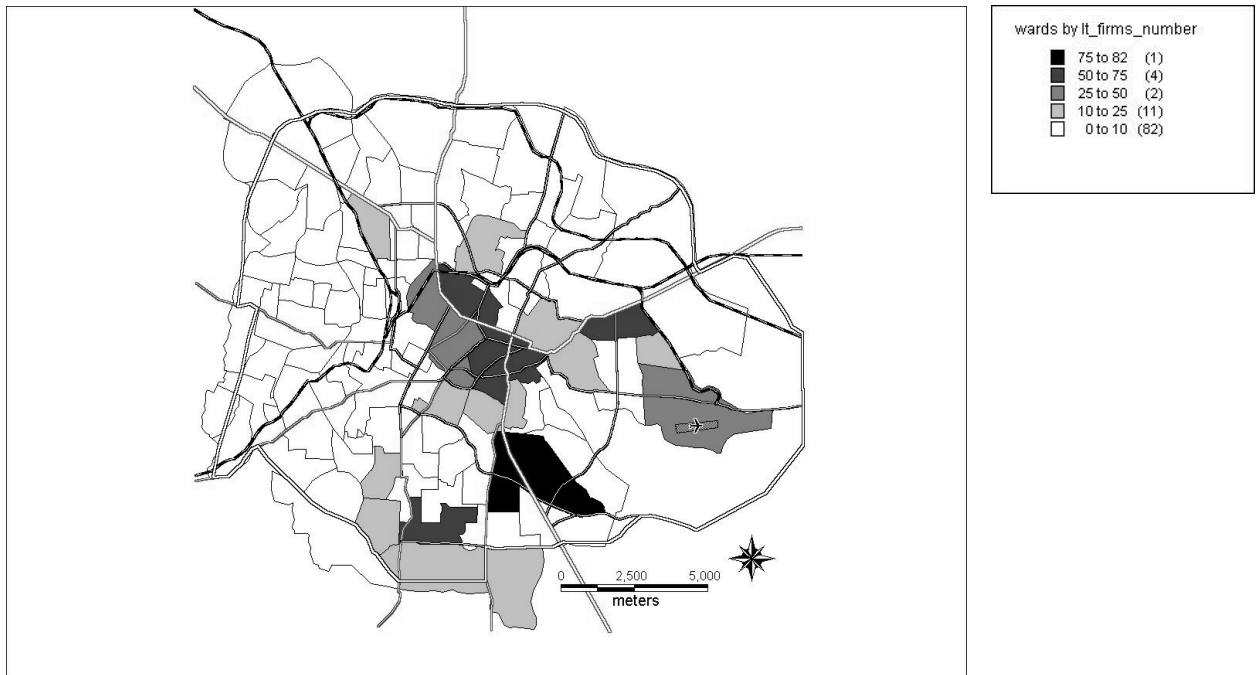 wards by It_firms_number
75 to 82 (1)
50 to 75 (4)
25 to 50 (2)
10 to 25 (11)
0 to 10 (82)
0 2,500 5,000
meters